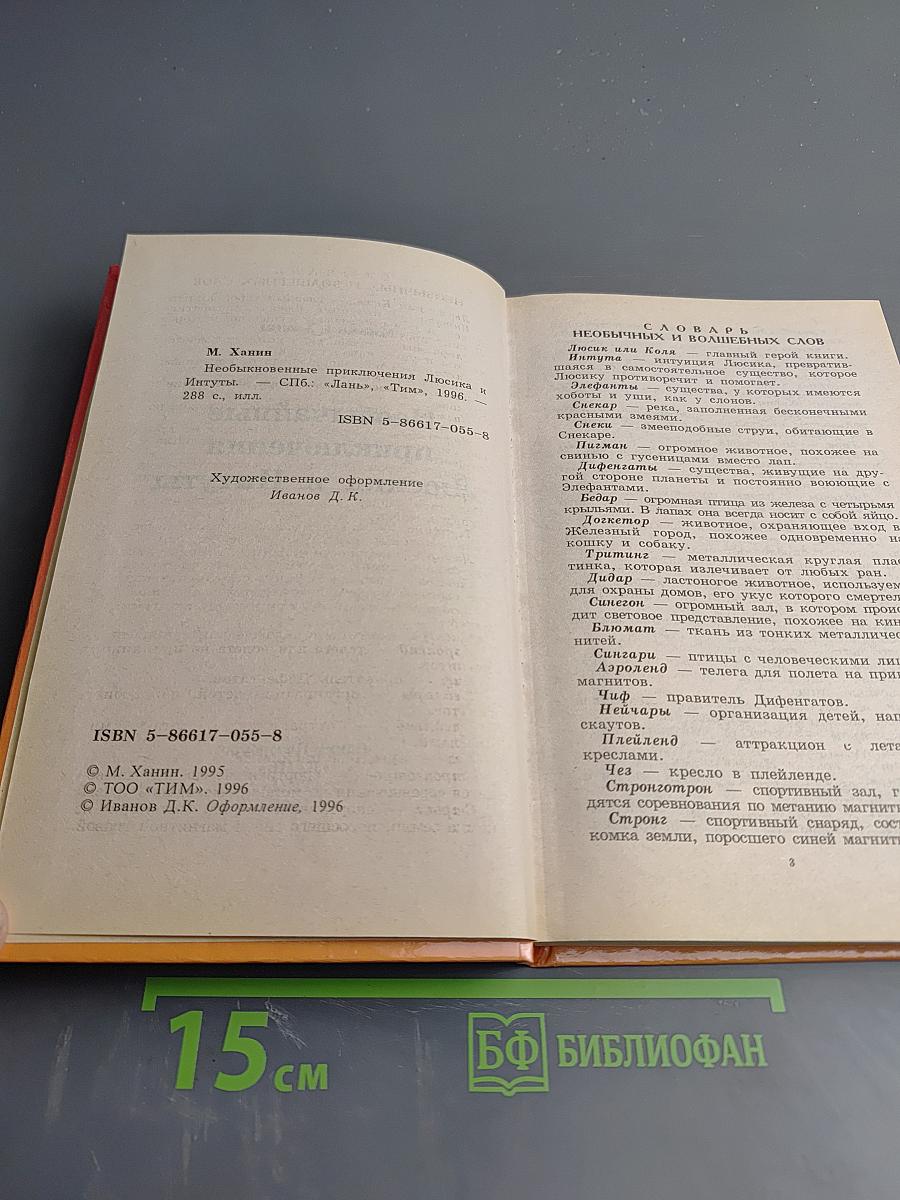 М. Ханин
Необыкновенные приключения Люсика и
Интуты. — СПб.: «Лань», «Тим», 1996. —
288 с., илл.
ISBN 5–86617–055–8
Художественное оформление
Иванов Д. К.
ISBN 5–86617–055–8
© М. Ханин. 1995
© ТОО «ТИМ». 1996
© Иванов Д.К. Оформление, 1996
СЛОВАРЬ
НЕОБЫЧНЫХ И ВОЛШЕБНЫХ СЛОВ
Люсик или Коля — главный герой книги.
Интута — интуиция Люсика, превратив-
шаяся в самостоятельное существо, которое
Люсику противоречит и помогает.
Элефанты — существа, у которых имеются
хоботы и уши, как у слонов.
Снекар — река, заполненная бесконечными
красными змеями.
Снеки — змееподобные струи, обитающие в
Снекаре.
Пигман — огромное животное, похожее на
свинью с гусеницами вместо лап.
Дифенгаты — существа, живущие на дру-
гой стороне планеты и постоянно воюющие с
Элефантами.
Бедар — огромная птица из железа с четырьмя
крыльями. В лапах она всегда носит с собой яйцо.
Догкетор — животное, охраняющее вход в
Железный город, похожее одновременно на
кошку и собаку.
Тритинг — металлическая круглая плас
тинка, которая излечивает от любых ран.
Дидар — ластоногое животное, используем
для охраны домов, его укус которого смертел
Синегон — огромный зал, в котором проис
дит световое представление, похожее на кин
Блюмат — ткань из тонких металличес
нитей.
Сингари — птицы с человеческими лиц
Аэроленд — телега для полета на при
магнитов.
Чиф — правитель Дифенгатов.
Нейчары — организация детей, нап
скаутов.
Плейленд — аттракцион с лета
креслами.
Чез — кресло в плейленде.
Стронготрон — спортивный зал, г
дятся соревнования по метанию магнит
Стронг — спортивный снаряд, сост
комка земли, поросшего синей магнит
3
15 см
БФ БИБЛИОФАН